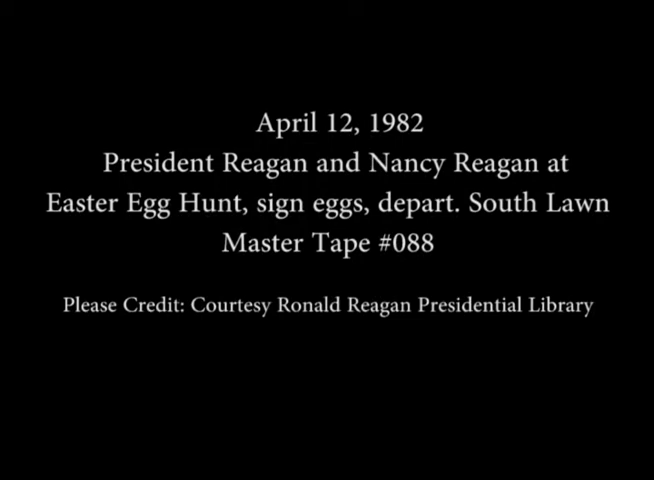 April 12, 1982
President Reagan and Nancy Reagan at
Easter Egg Hunt, sign eggs, depart. South Lawn
Master Tape #088
Please Credit: Courtesy Ronald Reagan Presidential Library